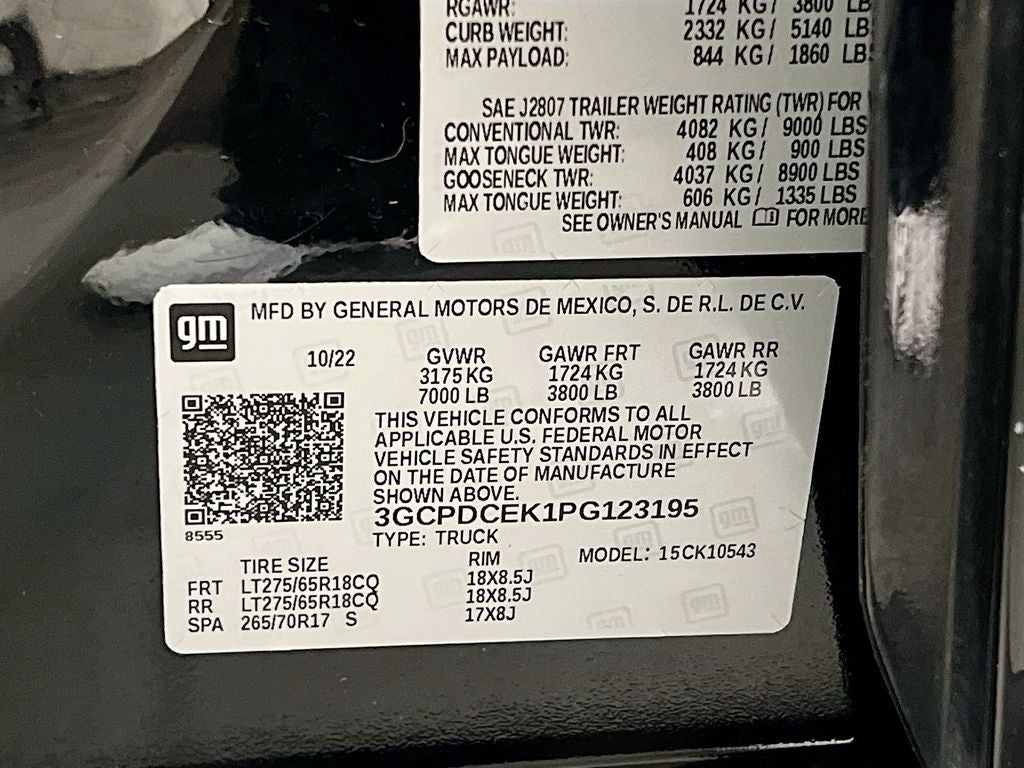 RGAWR: 1724 KG/ 3800 LB
CURB WEIGHT: 2332 KG/ 5140 LB
MAX PAYLOAD: 844 KG/ 1860 LB
SAE J2807 TRAILER WEIGHT RATING (TWR) FOR
CONVENTIONAL TWR: 4082 KG/ 9000 LBS
MAX TONGUE WEIGHT: 408 KG/ 900 LBS
GOOSENECK TWR: 4037 KG/ 8900 LBS
MAX TONGUE WEIGHT: 606 KG/ 1335 LBS
SEE OWNER'S MANUAL FOR MORE
gm MFD BY GENERAL MOTORS DE MEXICO, S. DE R.L. DE C.V.
10/22 GVWR GAWR FRT GAWR RR
3175 KG 1724 KG 1724 KG
7000 LB 3800 LB 3800 LB
THIS VEHICLE CONFORMS TO ALL
APPLICABLE U.S. FEDERAL MOTOR
VEHICLE SAFETY STANDARDS IN EFFECT
ON THE DATE OF MANUFACTURE
SHOWN ABOVE.
3GCPDCEK1PG123195
8555
TYPE: TRUCK
MODEL: 15CK10543
TIRE SIZE RIM
FRT LT275/65R18CQ 18X8.5J
RR LT275/65R18CQ 18X8.5J
SPA 265/70R17 S 17X8J